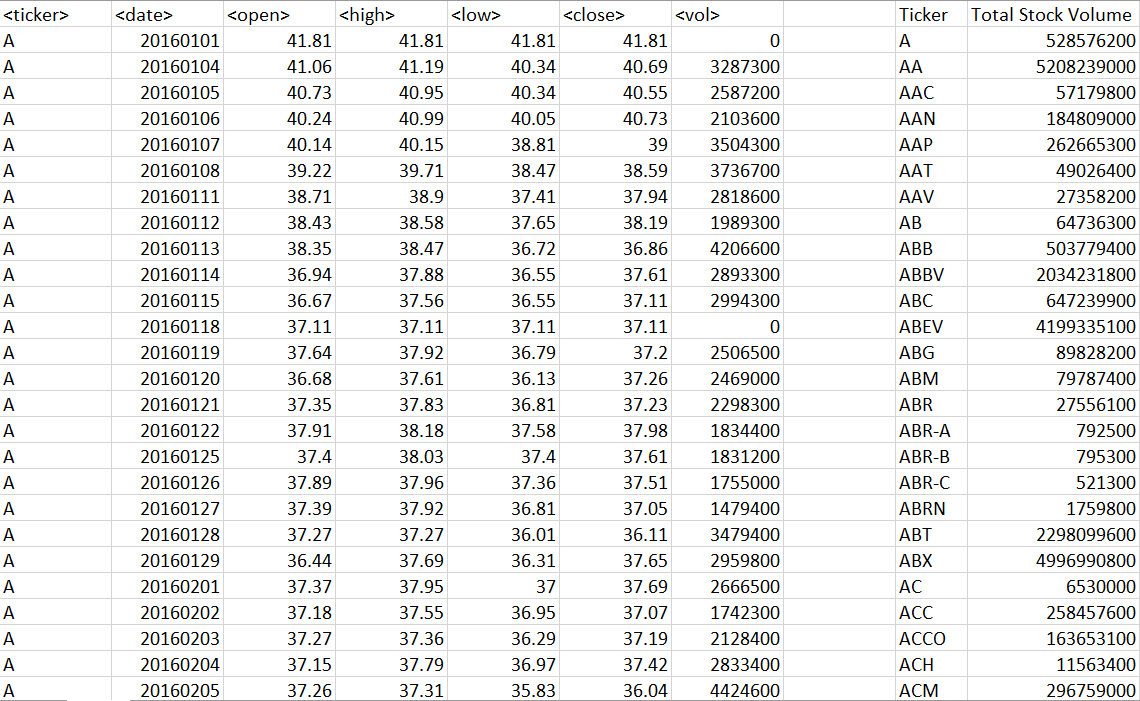 <ticker> <date> <open> <high> <low> <close> <vol> Ticker Total Stock Volume
A 20160101 41.81 41.81 41.81 41.81 0 A 528576200
A 20160104 41.06 41.19 40.34 40.69 3287300 AA 5208239000
A 20160105 40.73 40.95 40.34 40.55 2587200 AAC 57179800
A 20160106 40.24 40.99 40.05 40.73 2103600 AAN 184809000
A 20160107 40.14 40.15 38.81 39 3504300 AAP 262665300
A 20160108 39.22 39.71 38.47 38.59 3736700 AAT 49026400
A 20160111 38.71 38.9 37.41 37.94 2818600 AAV 27358200
A 20160112 38.43 38.58 37.65 38.19 1989300 AB 64736300
A 20160113 38.35 38.47 36.72 36.86 4206600 ABB 503779400
A 20160114 36.94 37.88 36.55 37.61 2893300 ABBV 2034231800
A 20160115 36.67 37.56 36.55 37.11 2994300 ABC 647239900
A 20160118 37.11 37.11 37.11 37.11 0 ABEV 4199335100
A 20160119 37.64 37.92 36.79 37.2 2506500 ABG 89828200
A 20160120 36.68 37.61 36.13 37.26 2469000 ABM 79787400
A 20160121 37.35 37.83 36.81 37.23 2298300 ABR 27556100
A 20160122 37.91 38.18 37.58 37.98 1834400 ABR-A 792500
A 20160125 37.4 38.03 37.4 37.61 1831200 ABR-B 795300
A 20160126 37.89 37.96 37.36 37.51 1755000 ABR-C 521300
A 20160127 37.39 37.92 36.81 37.05 1479400 ABRN 1759800
A 20160128 37.27 37.27 36.01 36.11 3479400 ABT 2298099600
A 20160129 36.44 37.69 36.31 37.65 2959800 ABX 4996990800
A 20160201 37.37 37.95 37 37.69 2666500 AC 6530000
A 20160202 37.18 37.55 36.95 37.07 1742300 ACC 258457600
A 20160203 37.27 37.36 36.29 37.19 2128400 ACCO 163653100
A 20160204 37.15 37.79 36.97 37.42 2833400 ACH 11563400
A 20160205 37.26 37.31 35.83 36.04 4424600 ACM 296759000